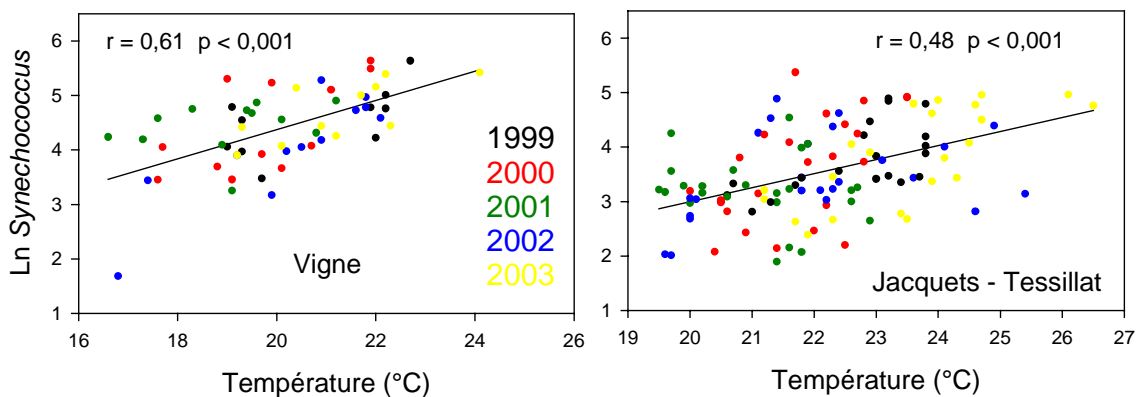 Ln Synechococcus
6
5
4
3
2
1
r = 0,61 p < 0,001
1999
2000
2001
2002
2003
Vigne
16 18 20 22 24 26
Température (°C)
6
5
4
3
2
1
r = 0,48 p < 0,001
Jacquets - Tessillat
19 20 21 22 23 24 25 26 27
Température (°C)